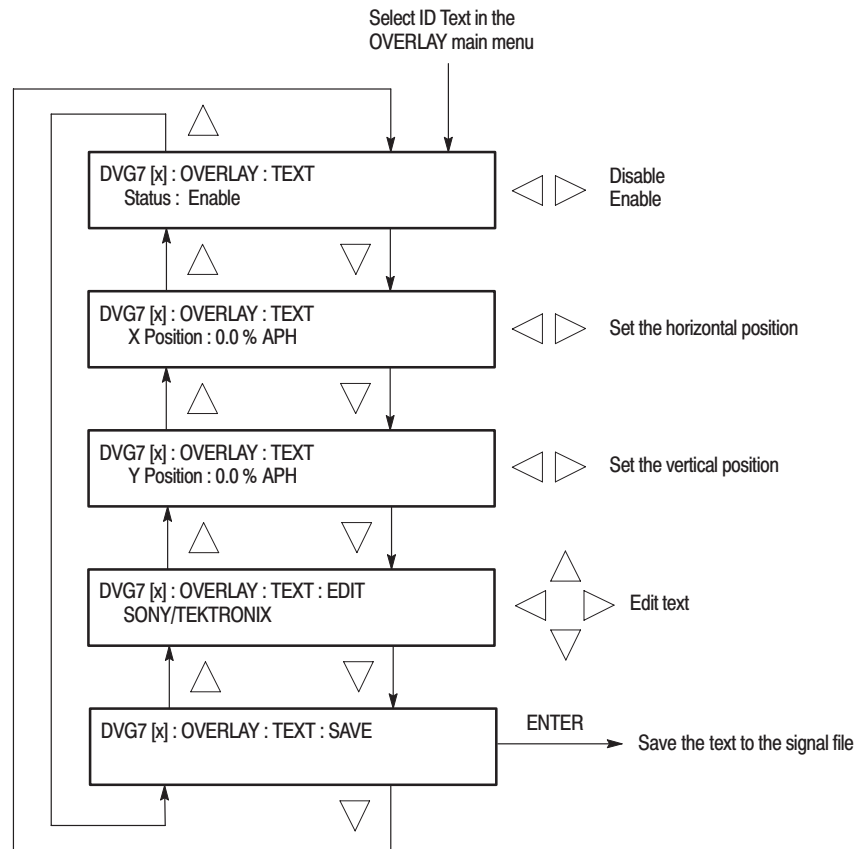 Select ID Text in the
OVERLAY main menu
DVG7 [x] : OVERLAY : TEXT
Status : Enable
Disable
Enable
DVG7 [x] : OVERLAY : TEXT
X Position : 0.0 % APH
Set the horizontal position
DVG7 [x] : OVERLAY : TEXT
Y Position : 0.0 % APH
Set the vertical position
DVG7 [x] : OVERLAY : TEXT : EDIT
SONY/TEKTRONIX
Edit text
DVG7 [x] : OVERLAY : TEXT : SAVE
ENTER
Save the text to the signal file